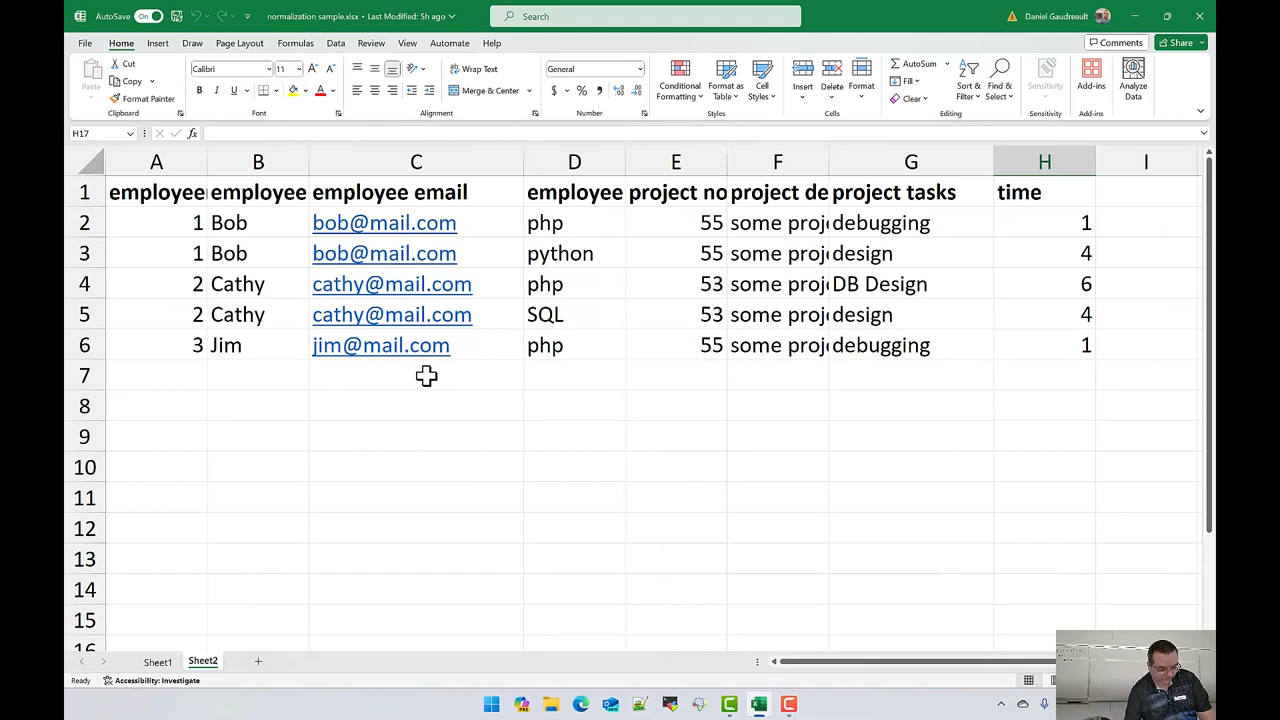 AutoSave On normalization sample.xlsx • Last Modified: 5h ago Search Daniel Gaudreault
File Home Insert Draw Page Layout Formulas Data Review View Automate Help Comments Share
Paste Cut Copy Format Painter Calibri 11 B I U Wrap Text Merge & Center General $ % , Conditional Formatting Format as Table Cell Styles Insert Delete Format AutoSum Fill Clear Sort & Filter Find & Select Sensitivity Add-ins Analyze Data
Clipboard Font Alignment Number Styles Cells Editing Sensitivity Add-ins
H17 fx
A B C D E F G H I
1 employee employee employee email employee project no project de project tasks time
2 1 Bob bob@mail.com php 55 some proj debugging 1
3 1 Bob bob@mail.com python 55 some proj design 4
4 2 Cathy cathy@mail.com php 53 some proj DB Design 6
5 2 Cathy cathy@mail.com SQL 53 some proj design 4
6 3 Jim jim@mail.com php 55 some proj debugging 1
7
8
9
10
11
12
13
14
15
16
Sheet1 Sheet2
Ready Accessibility: Investigate